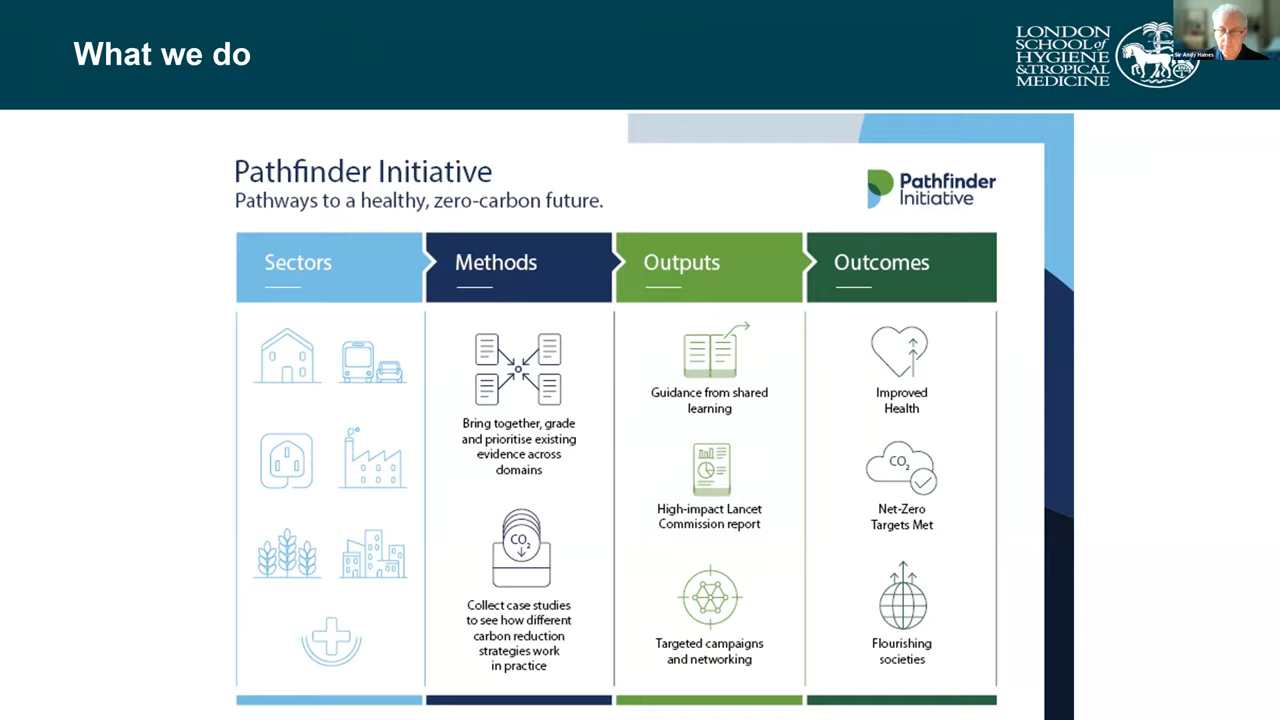 What we do
LONDON
SCHOOL of
HYGIENE
& TROPICAL
MEDICINE
Sir Andy Haines
Pathfinder Initiative
Pathways to a healthy, zero-carbon future.
Pathfinder
Initiative
Sectors
Methods
Outputs
Outcomes
Bring together, grade
and prioritise existing
evidence across
domains
CO₂
Collect case studies
to see how different
carbon reduction
strategies work
in practice
Guidance from shared
learning
High-impact Lancet
Commission report
Targeted campaigns
and networking
Improved
Health
CO₂
Net-Zero
Targets Met
Flourishing
societies